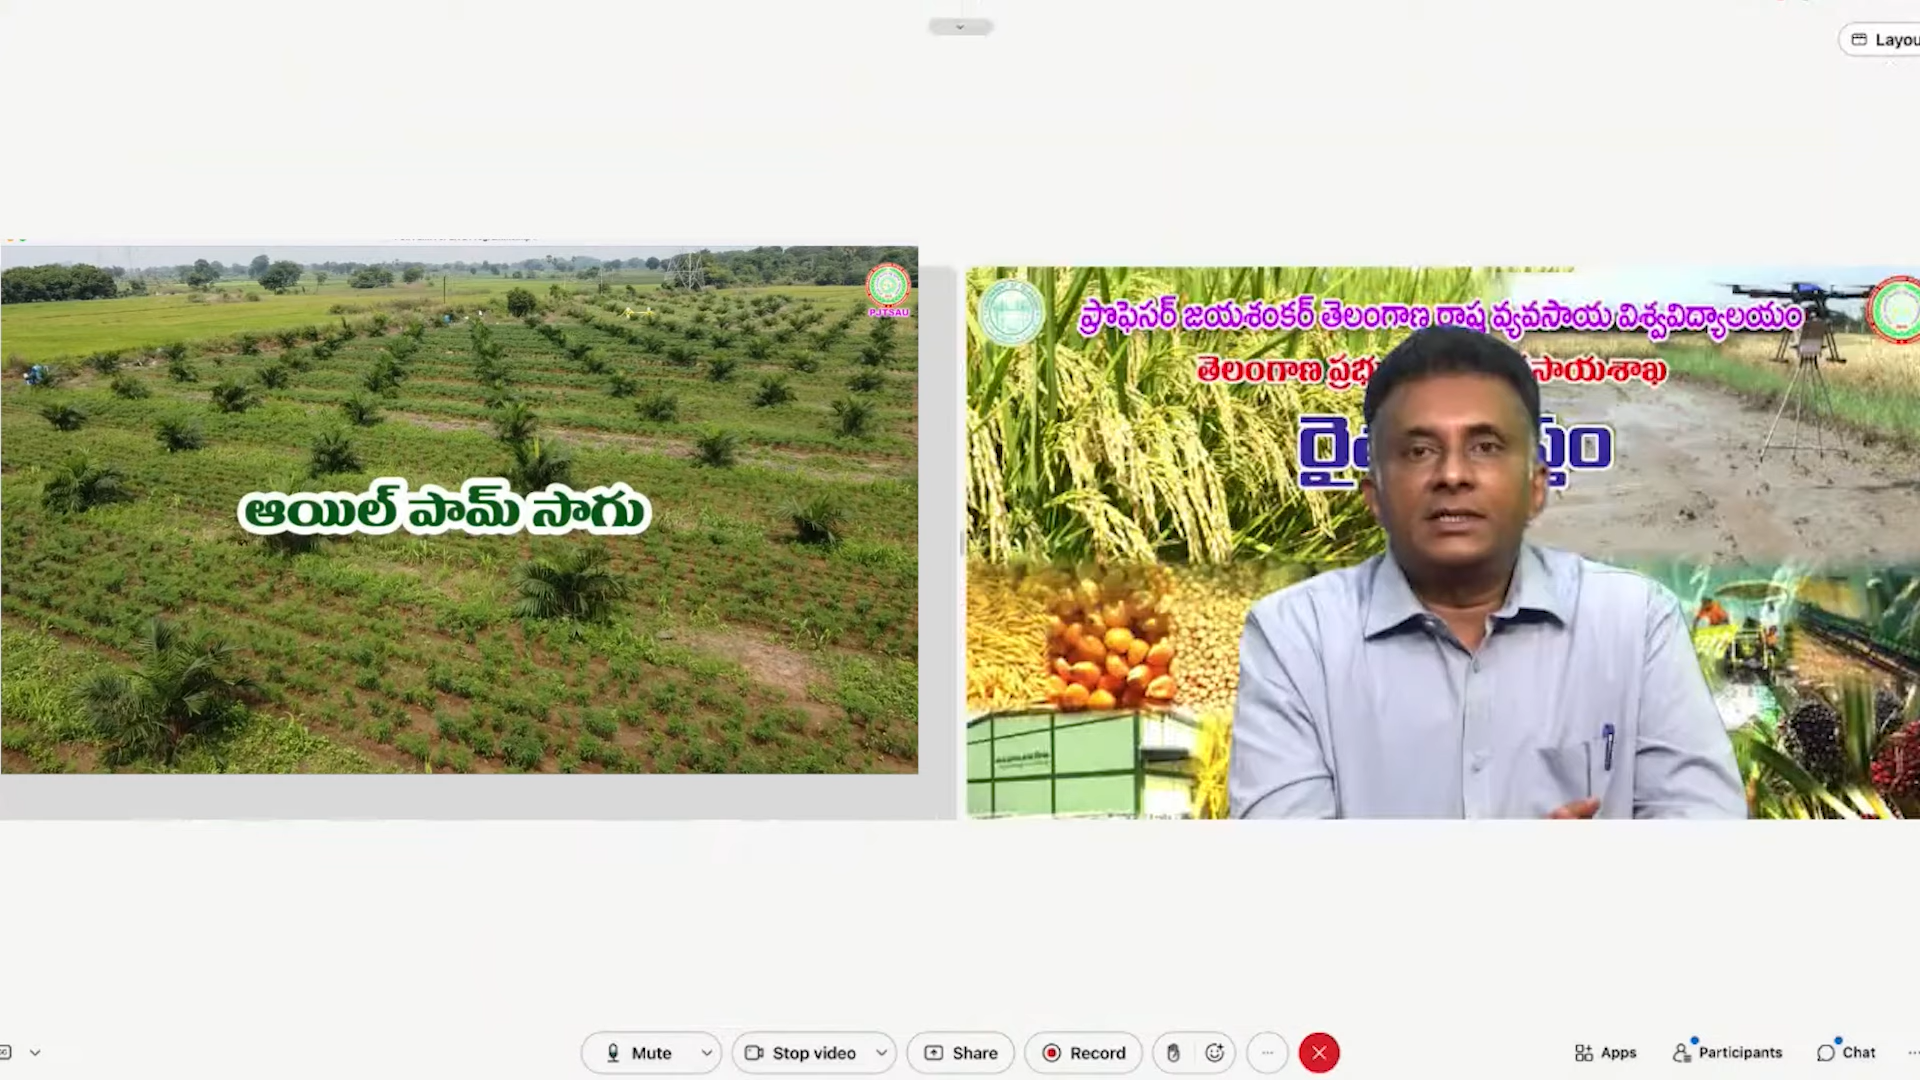 Layou
PJTSAU
ఆయిల్ పామ్ సాగు
ప్రొఫెసర్ జయశంకర్ తెలంగాణ రాష్ట్ర వ్యవసాయ విశ్వవిద్యాలయం
తెలంగాణ ప్రభు సాయశాఖ
రై స్తం
Mute
Stop video
Share
Record
Apps
Participants
Chat